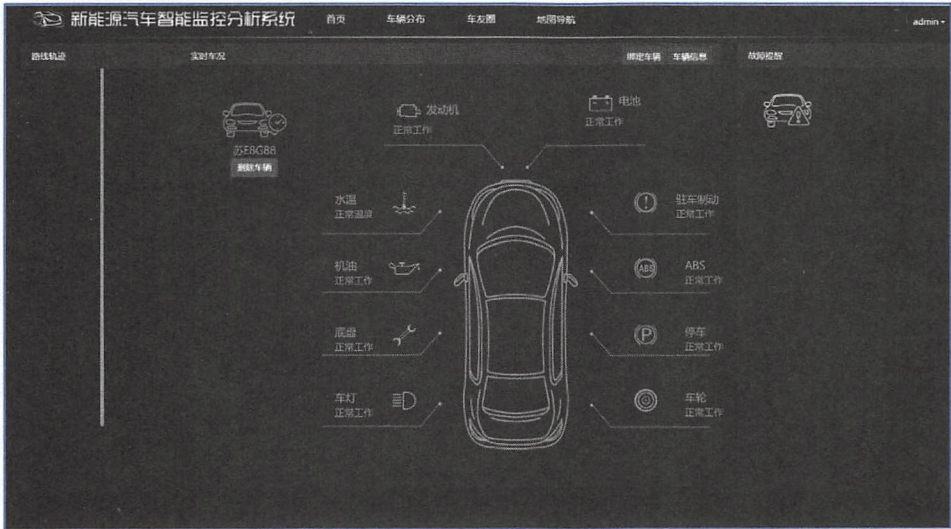 新能源汽车智能监控分析系统 首页 车辆分布 车友圈 地图导航 admin
路线轨迹 实时车况 绑定车辆 车辆信息 故障提醒
发动机
正常工作
电池
正常工作
苏E8G88
删除车辆
水温
正常温度
驻车制动
正常工作
机油
正常工作
ABS
ABS
正常工作
底盘
正常工作
P
停车
正常工作
车灯
正常工作
车轮
正常工作